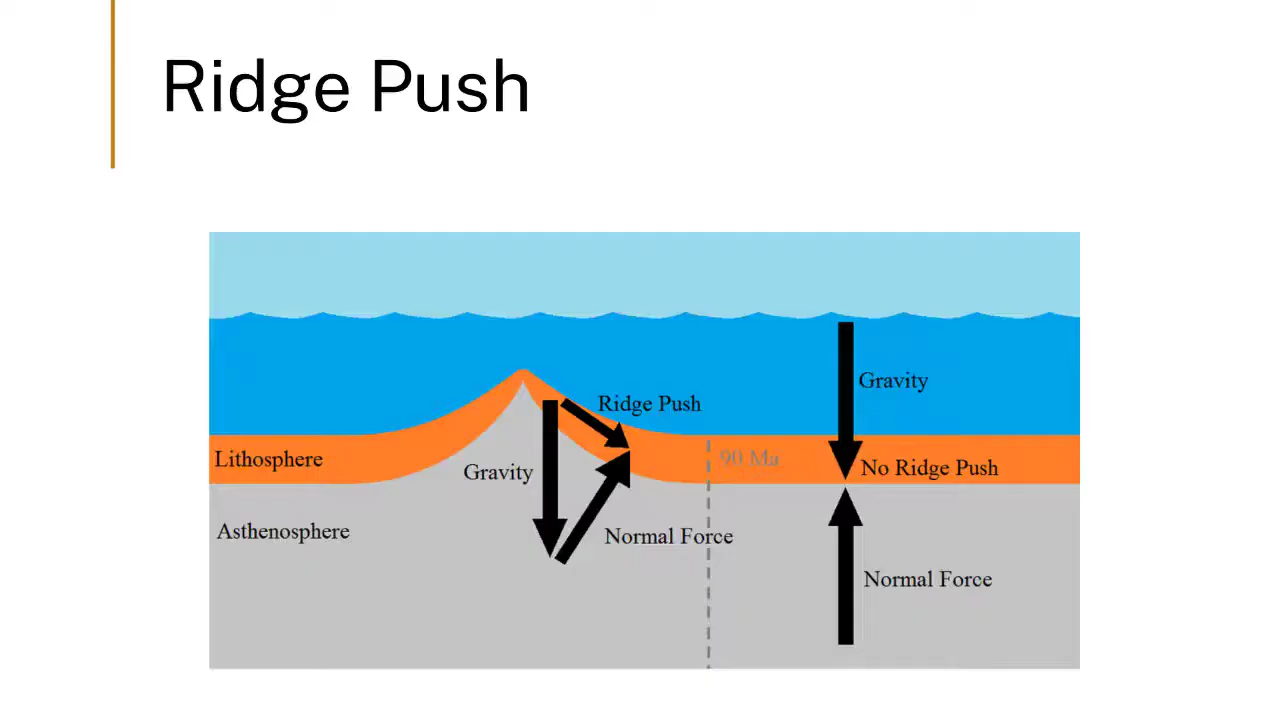 Ridge Push
Gravity
Ridge Push
Lithosphere
90 Ma
No Ridge Push
Gravity
Asthenosphere
Normal Force
Normal Force